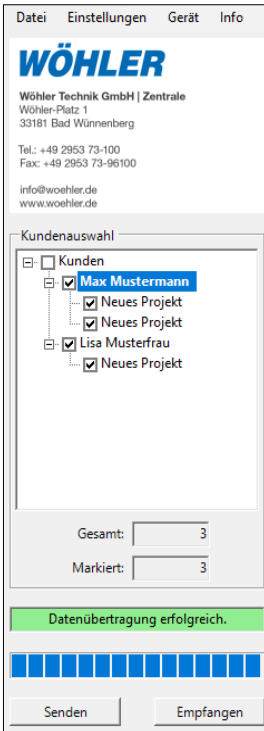 Datei Einstellungen Gerät Info
WÖHLER
Wöhler Technik GmbH | Zentrale
Wöhler-Platz 1
33181 Bad Wünnenberg
Tel.: +49 2953 73-100
Fax: +49 2953 73-96100
info@woehler.de
www.woehler.de
Kundenauswahl
Kunden
Max Mustermann
Neues Projekt
Neues Projekt
Lisa Musterfrau
Neues Projekt
Gesamt: 3
Markiert: 3
Datenübertragung erfolgreich.
Senden Empfangen